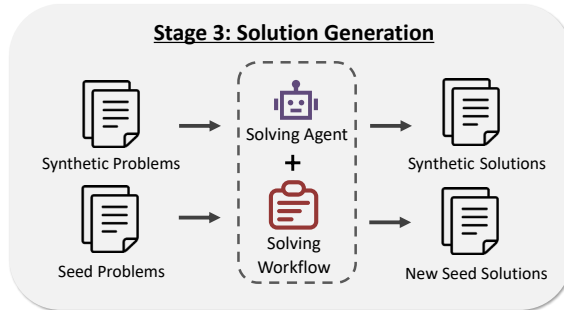 Stage 3: Solution Generation
Synthetic Problems
Solving Agent
Synthetic Solutions
+
Seed Problems
Solving
Workflow
New Seed Solutions